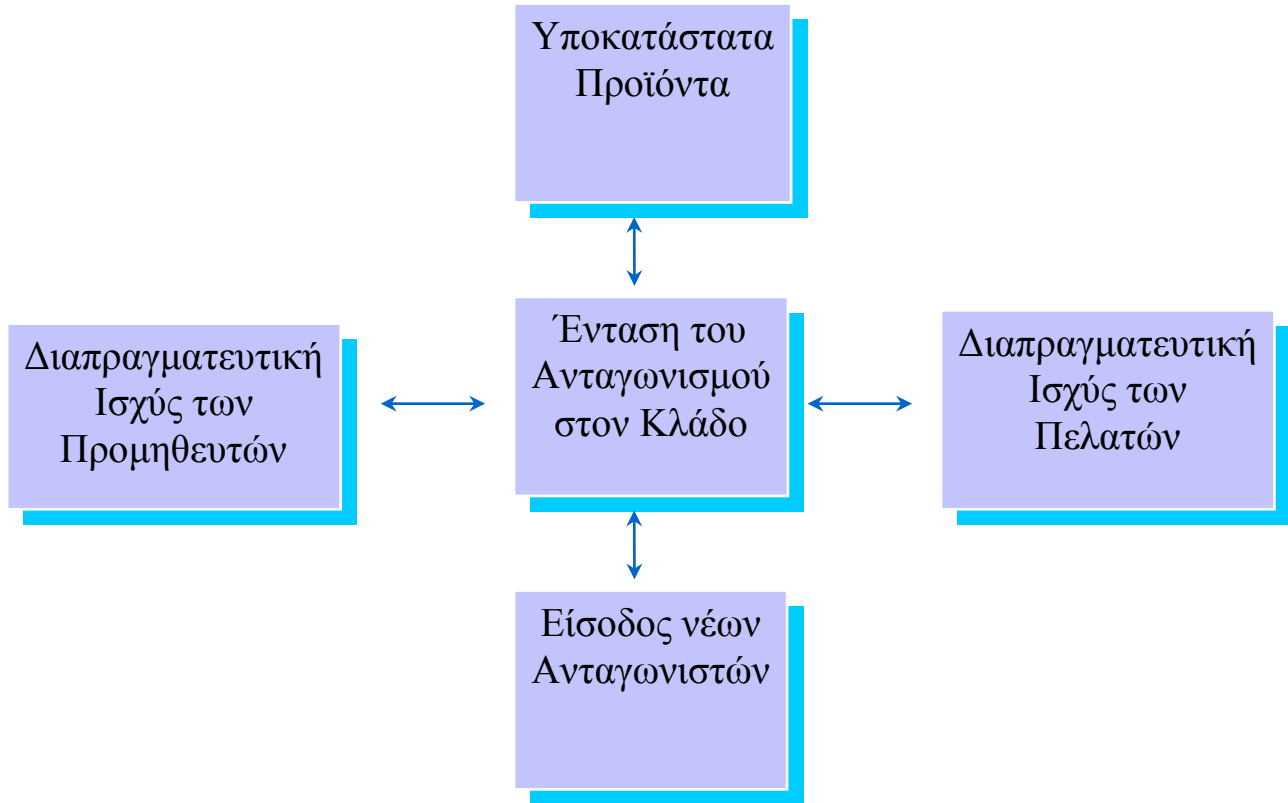 Υποκατάστατα
Προϊόντα
Διαπραγματευτική
Ισχύς των
Προμηθευτών
Ένταση του
Ανταγωνισμού
στον Κλάδο
Διαπραγματευτική
Ισχύς των
Πελατών
Είσοδος νέων
Ανταγωνιστών